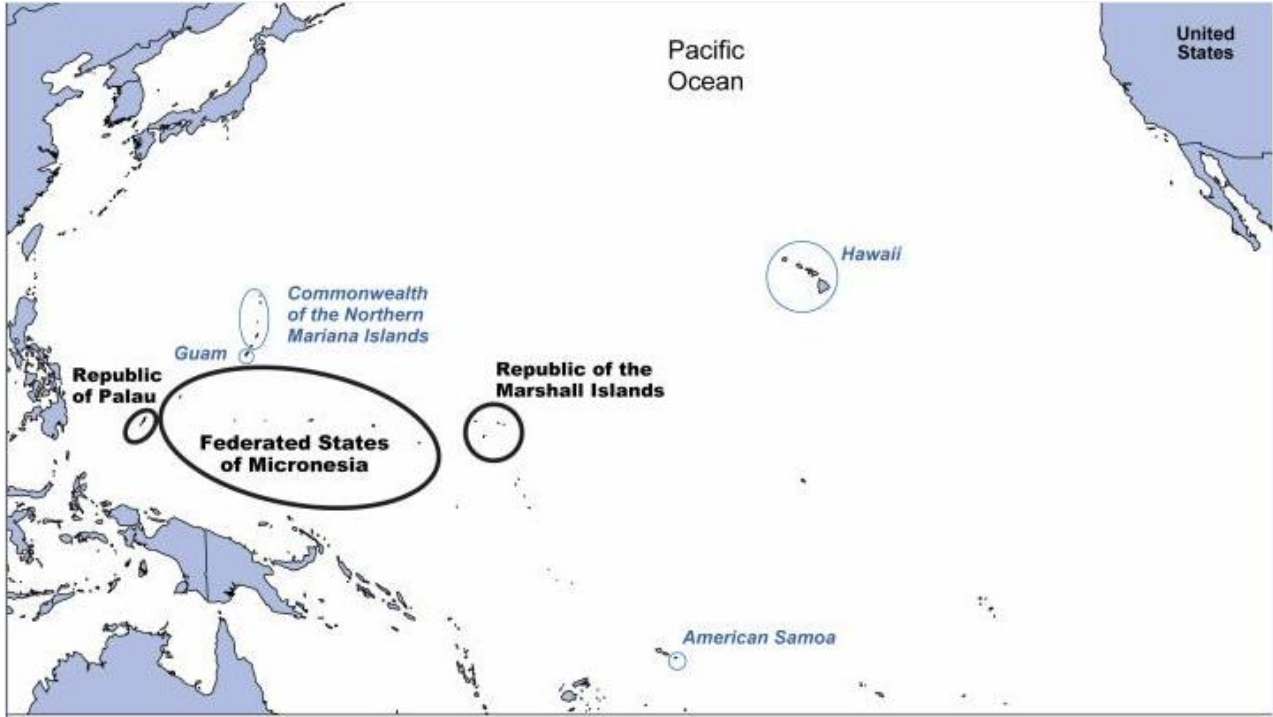 Pacific
Ocean
United
States
Hawaii
Commonwealth
of the Northern
Mariana Islands
Guam
Republic
of Palau
Republic of the
Marshall Islands
Federated States
of Micronesia
American Samoa